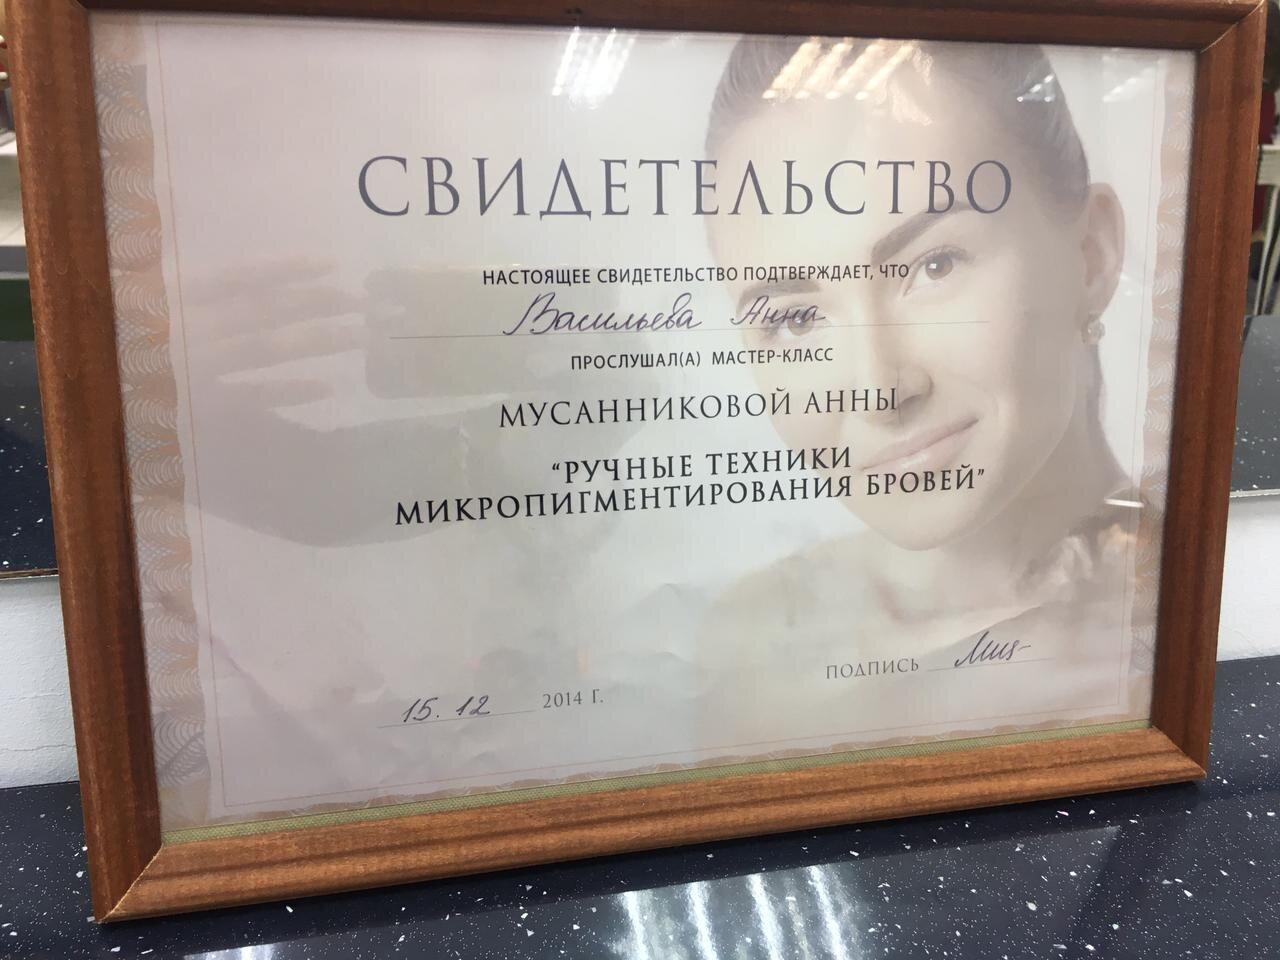 СВИДЕТЕЛЬСТВО
НАСТОЯЩЕЕ СВИДЕТЕЛЬСТВО ПОДТВЕРЖДАЕТ, ЧТО
Васильева Анна
ПРОСЛУШАЛ(А) МАСТЕР-КЛАСС
МУСАННИКОВОЙ АННЫ
“РУЧНЫЕ ТЕХНИКИ
МИКРОПИГМЕНТИРОВАНИЯ БРОВЕЙ”
ПОДПИСЬ
15.12 2014 Г.